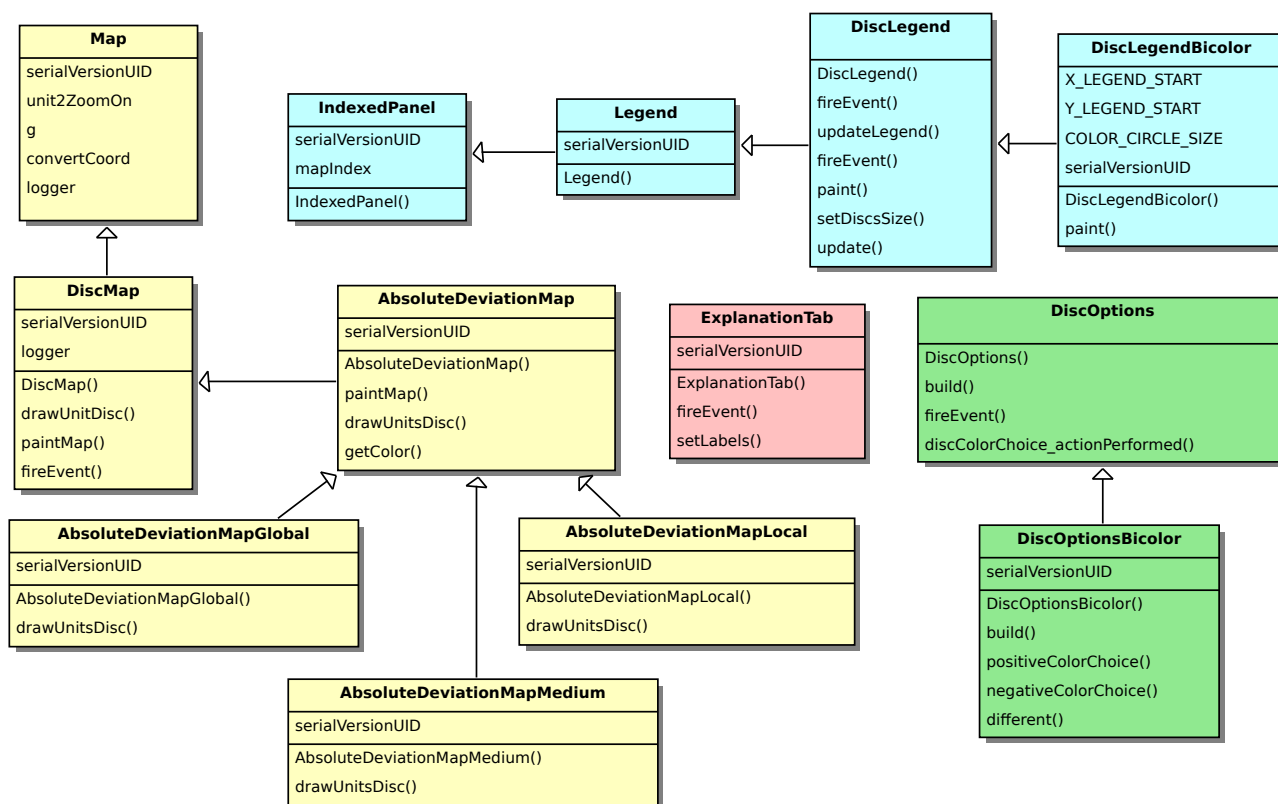 Map
serialVersionUID
unit2ZoomOn
g
convertCoord
logger
IndexedPanel
serialVersionUID
mapIndex
IndexedPanel()
Legend
serialVersionUID
Legend()
DiscLegend
DiscLegend()
fireEvent()
updateLegend()
fireEvent()
paint()
setDiscsSize()
update()
DiscLegendBicolor
X_LEGEND_START
Y_LEGEND_START
COLOR_CIRCLE_SIZE
serialVersionUID
DiscLegendBicolor()
paint()
DiscMap
serialVersionUID
logger
DiscMap()
drawUnitDisc()
paintMap()
fireEvent()
AbsoluteDeviationMap
serialVersionUID
AbsoluteDeviationMap()
paintMap()
drawUnitsDisc()
getColor()
ExplanationTab
serialVersionUID
ExplanationTab()
fireEvent()
setLabels()
DiscOptions
DiscOptions()
build()
fireEvent()
discColorChoice_actionPerformed()
AbsoluteDeviationMapGlobal
serialVersionUID
AbsoluteDeviationMapGlobal()
drawUnitsDisc()
AbsoluteDeviationMapLocal
serialVersionUID
AbsoluteDeviationMapLocal()
drawUnitsDisc()
DiscOptionsBicolor
serialVersionUID
DiscOptionsBicolor()
build()
positiveColorChoice()
negativeColorChoice()
different()
AbsoluteDeviationMapMedium
serialVersionUID
AbsoluteDeviationMapMedium()
drawUnitsDisc()